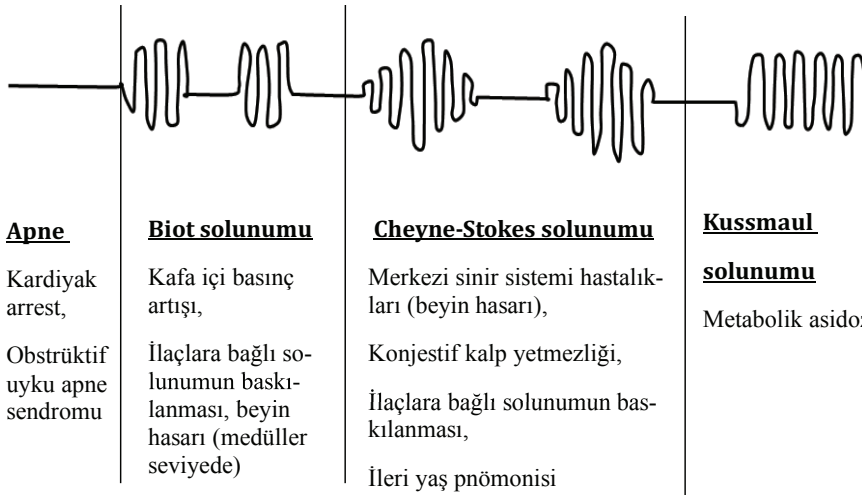 Apne
Kardiyak
arrest,
Obstrüktif
uyku apne
sendromu
Biot solunumu
Kafa içi basınç
artışı,
İlaçlara bağlı so-
lunumun baskı-
lanması, beyin
hasarı (medüller
seviyede)
Cheyne-Stokes solunumu
Merkezi sinir sistemi hastalık-
ları (beyin hasarı),
Konjestif kalp yetmezliği,
İlaçlara bağlı solunumun bas-
kılanması,
İleri yaş pnömonisi
Kussmaul
solunumu
Metabolik asidoz